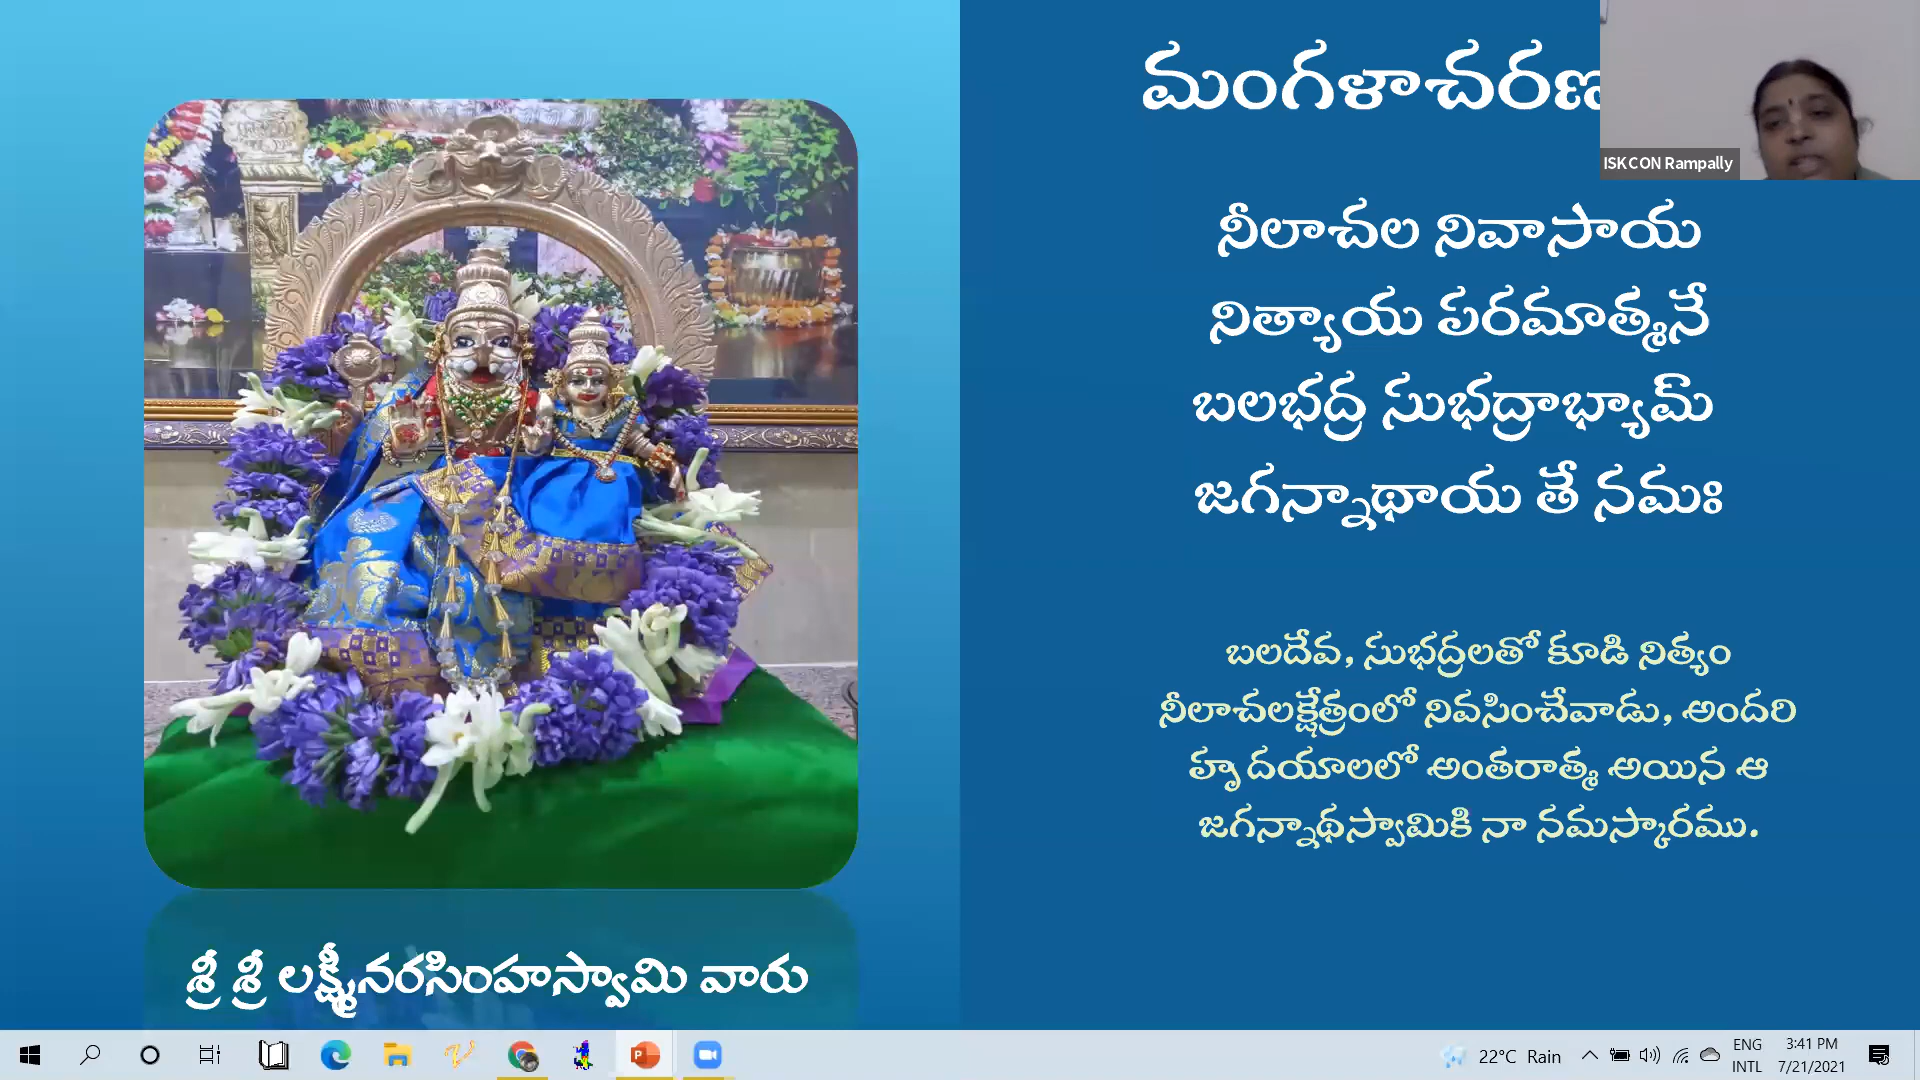 మంగళాచరణ
ISKCON Rampally
నీలాచల నివాసాయ
నిత్యాయ పరమాత్మనే
బలభద్ర సుభద్రాభ్యామ్
జగన్నాథాయ తే నమః
బలదేవ, సుభద్రలతో కూడి నిత్యం
నీలాచలక్షేత్రంలో నివసించేవాడు, అందరి
హృదయాలలో అంతరాత్మ అయిన ఆ
జగన్నాథస్వామికి నా నమస్కారము.
శ్రీ శ్రీ లక్ష్మీనరసింహస్వామి వారు
22°C Rain
ENG
INTL
3:41 PM
7/21/2021